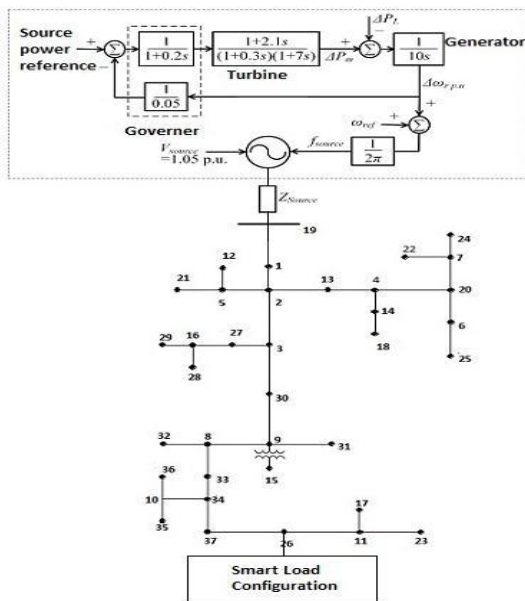 Source power reference
+
−
Σ
1
1+0.2s
1+2.1s
(1+0.3s)(1+7s)
Turbine
ΔPm
ΔPL
−
+
Σ
1
10s
Generator
1
0.05
Governer
Δωr p.u
+
ωref
+
Σ
Vsource
=1.05 p.u.
fsource
1
2π
ZSource
19
24
12
1
22
7
21
13
4
5
2
20
14
29
16
27
6
3
18
28
25
30
32
8
9
31
36
33
15
10
34
17
35
37
26
11
23
Smart Load
Configuration